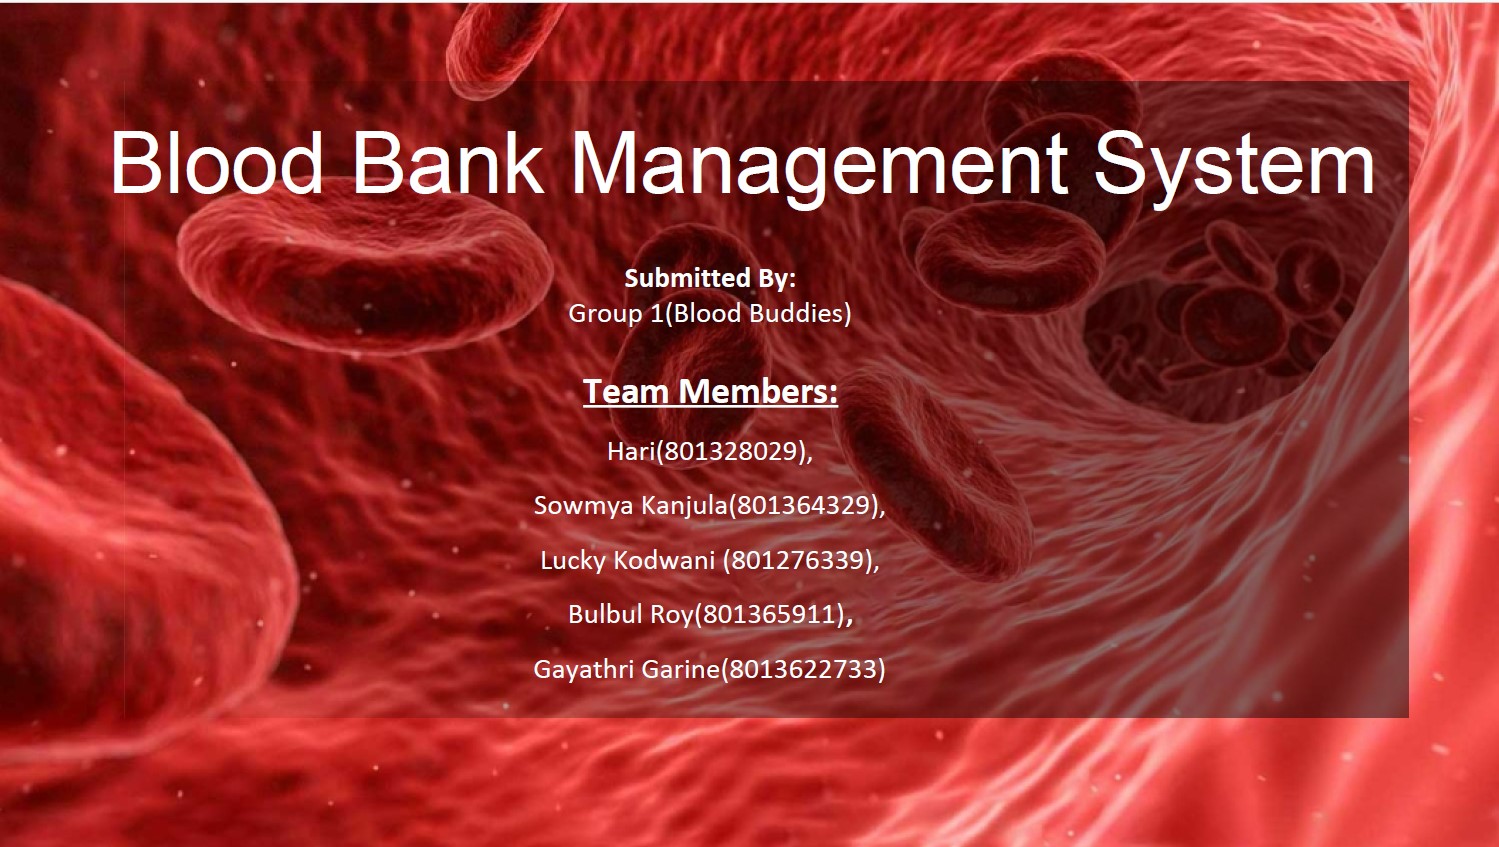 Blood Bank Management System
Submitted By:
Group 1(Blood Buddies)
Team Members:
Hari(801328029),
Sowmya Kanjula(801364329),
Lucky Kodwani (801276339),
Bulbul Roy(801365911),
Gayathri Garine(8013622733)